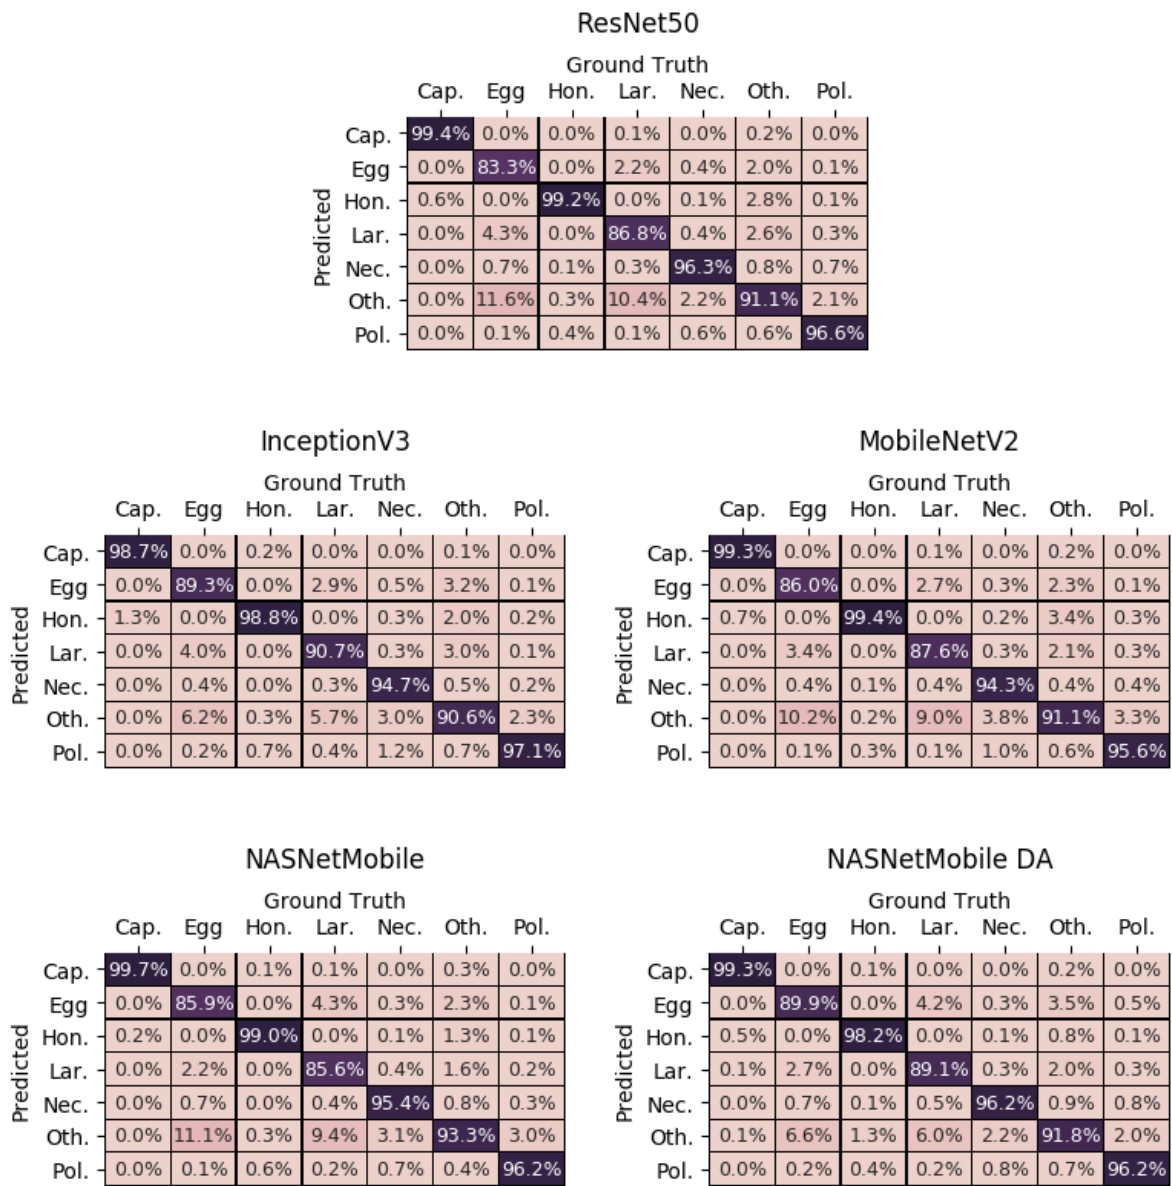 ResNet50
Ground Truth
Cap. Egg Hon. Lar. Nec. Oth. Pol.
Predicted
Cap. 99.4% 0.0% 0.0% 0.1% 0.0% 0.2% 0.0%
Egg 0.0% 83.3% 0.0% 2.2% 0.4% 2.0% 0.1%
Hon. 0.6% 0.0% 99.2% 0.0% 0.1% 2.8% 0.1%
Lar. 0.0% 4.3% 0.0% 86.8% 0.4% 2.6% 0.3%
Nec. 0.0% 0.7% 0.1% 0.3% 96.3% 0.8% 0.7%
Oth. 0.0% 11.6% 0.3% 10.4% 2.2% 91.1% 2.1%
Pol. 0.0% 0.1% 0.4% 0.1% 0.6% 0.6% 96.6%
InceptionV3
Ground Truth
Cap. Egg Hon. Lar. Nec. Oth. Pol.
Predicted
Cap. 98.7% 0.0% 0.2% 0.0% 0.0% 0.1% 0.0%
Egg 0.0% 89.3% 0.0% 2.9% 0.5% 3.2% 0.1%
Hon. 1.3% 0.0% 98.8% 0.0% 0.3% 2.0% 0.2%
Lar. 0.0% 4.0% 0.0% 90.7% 0.3% 3.0% 0.1%
Nec. 0.0% 0.4% 0.0% 0.3% 94.7% 0.5% 0.2%
Oth. 0.0% 6.2% 0.3% 5.7% 3.0% 90.6% 2.3%
Pol. 0.0% 0.2% 0.7% 0.4% 1.2% 0.7% 97.1%
MobileNetV2
Ground Truth
Cap. Egg Hon. Lar. Nec. Oth. Pol.
Predicted
Cap. 99.3% 0.0% 0.0% 0.1% 0.0% 0.2% 0.0%
Egg 0.0% 86.0% 0.0% 2.7% 0.3% 2.3% 0.1%
Hon. 0.7% 0.0% 99.4% 0.0% 0.2% 3.4% 0.3%
Lar. 0.0% 3.4% 0.0% 87.6% 0.3% 2.1% 0.3%
Nec. 0.0% 0.4% 0.1% 0.4% 94.3% 0.4% 0.4%
Oth. 0.0% 10.2% 0.2% 9.0% 3.8% 91.1% 3.3%
Pol. 0.0% 0.1% 0.3% 0.1% 1.0% 0.6% 95.6%
NASNetMobile
Ground Truth
Cap. Egg Hon. Lar. Nec. Oth. Pol.
Predicted
Cap. 99.7% 0.0% 0.1% 0.1% 0.0% 0.3% 0.0%
Egg 0.0% 85.9% 0.0% 4.3% 0.3% 2.3% 0.1%
Hon. 0.2% 0.0% 99.0% 0.0% 0.1% 1.3% 0.1%
Lar. 0.0% 2.2% 0.0% 85.6% 0.4% 1.6% 0.2%
Nec. 0.0% 0.7% 0.0% 0.4% 95.4% 0.8% 0.3%
Oth. 0.0% 11.1% 0.3% 9.4% 3.1% 93.3% 3.0%
Pol. 0.0% 0.1% 0.6% 0.2% 0.7% 0.4% 96.2%
NASNetMobile DA
Ground Truth
Cap. Egg Hon. Lar. Nec. Oth. Pol.
Predicted
Cap. 99.3% 0.0% 0.1% 0.0% 0.0% 0.2% 0.0%
Egg 0.0% 89.9% 0.0% 4.2% 0.3% 3.5% 0.5%
Hon. 0.5% 0.0% 98.2% 0.0% 0.1% 0.8% 0.1%
Lar. 0.1% 2.7% 0.0% 89.1% 0.3% 2.0% 0.3%
Nec. 0.0% 0.7% 0.1% 0.5% 96.2% 0.9% 0.8%
Oth. 0.1% 6.6% 1.3% 6.0% 2.2% 91.8% 2.0%
Pol. 0.0% 0.2% 0.4% 0.2% 0.8% 0.7% 96.2%